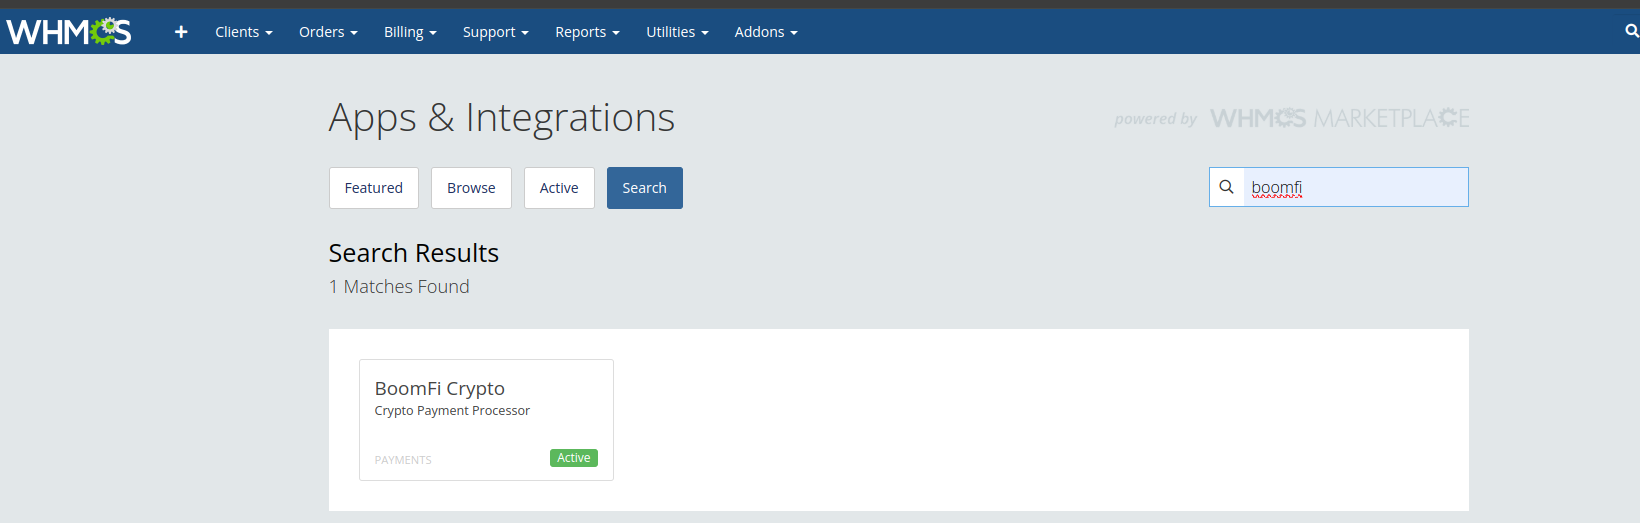 WHMCS + Clients Orders Billing Support Reports Utilities Addons
Apps & Integrations powered by WHMCS MARKETPLACE
Featured Browse Active Search boomfi
Search Results
1 Matches Found
BoomFi Crypto
Crypto Payment Processor
PAYMENTS Active